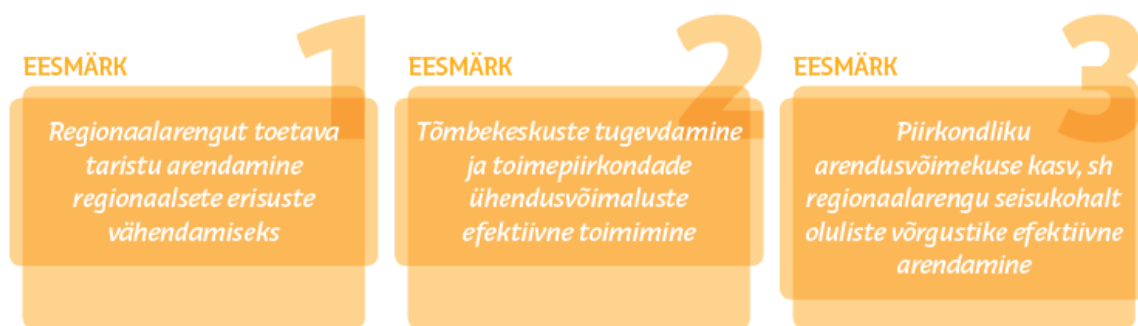 EESMÄRK 1
Regionaalarengut toetava
taristu arendamine
regionaalsete erisuste
vähendamiseks
EESMÄRK 2
Tõmbekeskuste tugevdamine
ja toimepiirkondade
ühendusvõimaluste
efektiivne toimimine
EESMÄRK 3
Piirkondliku
arendusvõimekuse kasv, sh
regionaalarengu seisukohalt
oluliste võrgustike efektiivne
arendamine